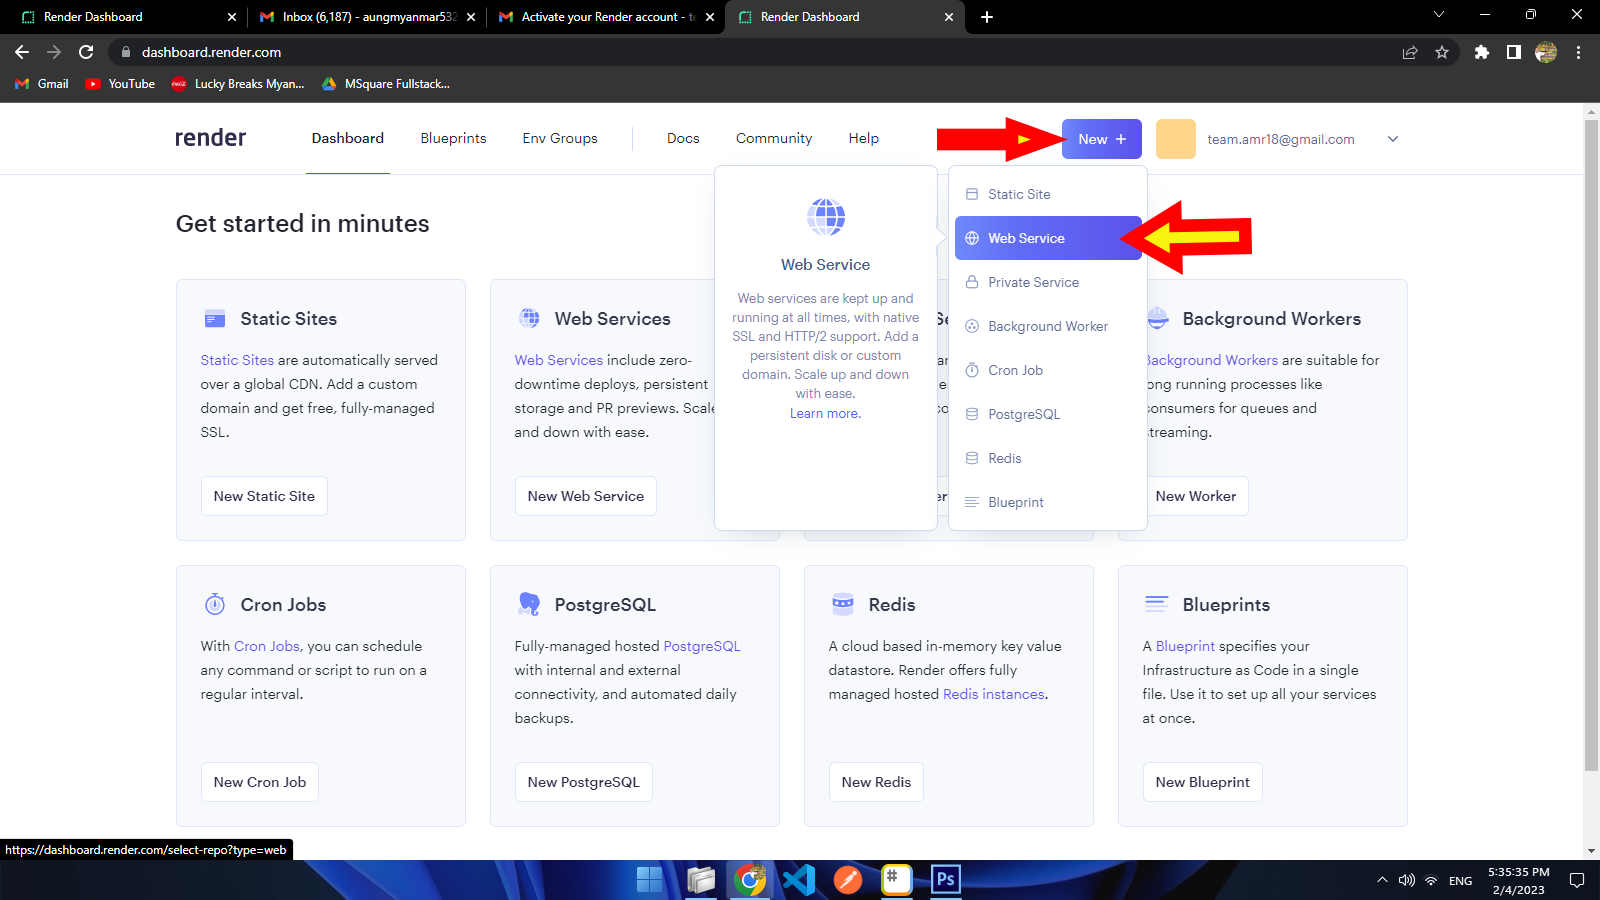 Render Dashboard
Inbox (6,187) - aungmyanmar532
Activate your Render account - te
Render Dashboard
dashboard.render.com
Gmail
YouTube
Lucky Breaks Myan...
MSquare Fullstack...
render
Dashboard
Blueprints
Env Groups
Docs
Community
Help
New +
team.amr18@gmail.com
Get started in minutes
Web Service
Web services are kept up and
running at all times, with native
SSL and HTTP/2 support. Add a
persistent disk or custom
domain. Scale up and down
with ease.
Learn more.
Static Site
Web Service
Private Service
Background Worker
Cron Job
PostgreSQL
Redis
Blueprint
Static Sites
Static Sites are automatically served
over a global CDN. Add a custom
domain and get free, fully-managed
SSL.
New Static Site
Web Services
Web Services include zero-
downtime deploys, persistent
storage and PR previews. Scale
and down with ease.
New Web Service
Background Workers
Background Workers are suitable for
long running processes like
consumers for queues and
streaming.
New Worker
Cron Jobs
With Cron Jobs, you can schedule
any command or script to run on a
regular interval.
New Cron Job
PostgreSQL
Fully-managed hosted PostgreSQL
with internal and external
connectivity, and automated daily
backups.
New PostgreSQL
Redis
A cloud based in-memory key value
datastore. Render offers fully
managed hosted Redis instances.
New Redis
Blueprints
A Blueprint specifies your
Infrastructure as Code in a single
file. Use it to set up all your services
at once.
New Blueprint
https://dashboard.render.com/select-repo?type=web
Ps
ENG
5:35:35 PM
2/4/2023